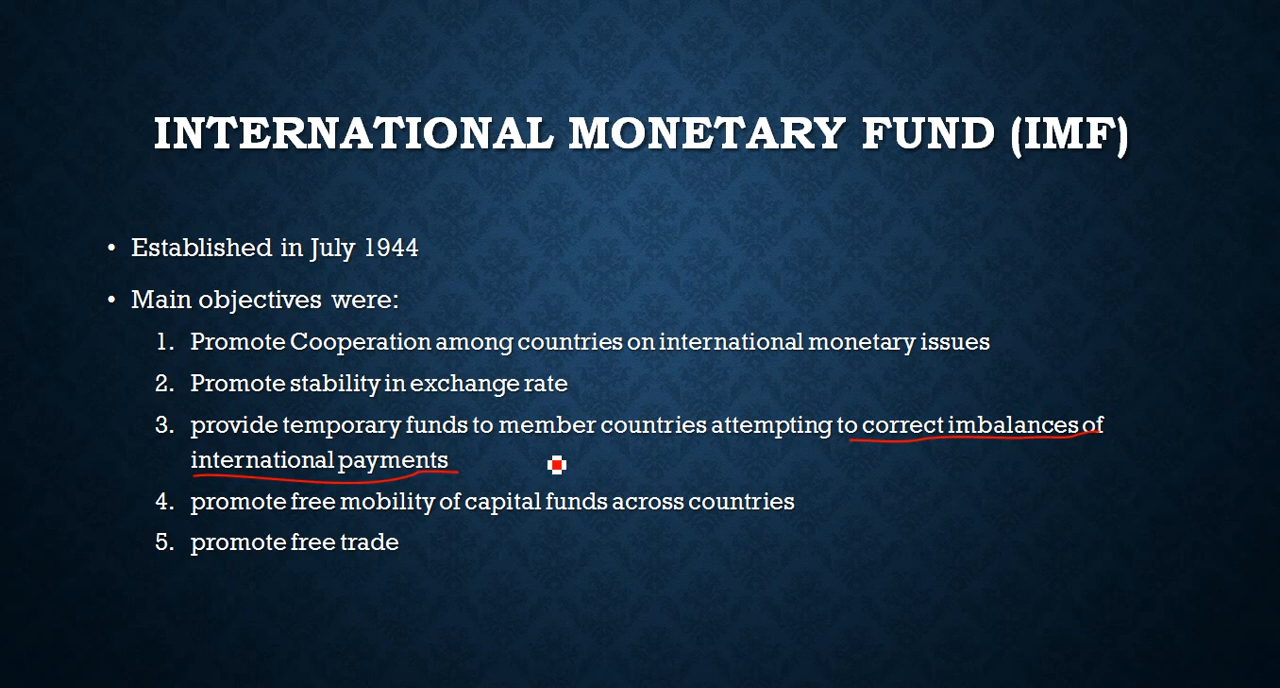 INTERNATIONAL MONETARY FUND (IMF)
• Established in July 1944
• Main objectives were:
1. Promote Cooperation among countries on international monetary issues
2. Promote stability in exchange rate
3. provide temporary funds to member countries attempting to correct imbalances of
international payments
4. promote free mobility of capital funds across countries
5. promote free trade